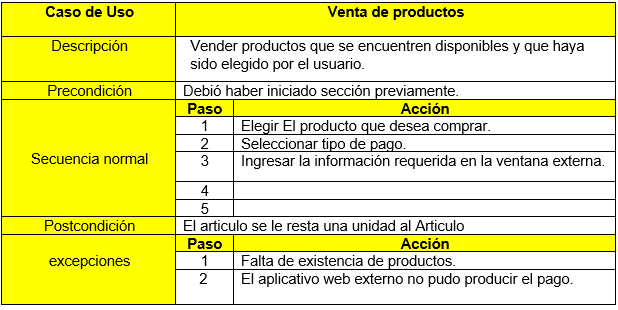 Caso de Uso Venta de productos
Descripción Vender productos que se encuentren disponibles y que haya
sido elegido por el usuario.
Precondición Debió haber iniciado sección previamente.
Secuencia normal
Paso Acción
1 Elegir El producto que desea comprar.
2 Seleccionar tipo de pago.
3 Ingresar la información requerida en la ventana externa.
4
5
Postcondición El articulo se le resta una unidad al Articulo
excepciones
Paso Acción
1 Falta de existencia de productos.
2 El aplicativo web externo no pudo producir el pago.